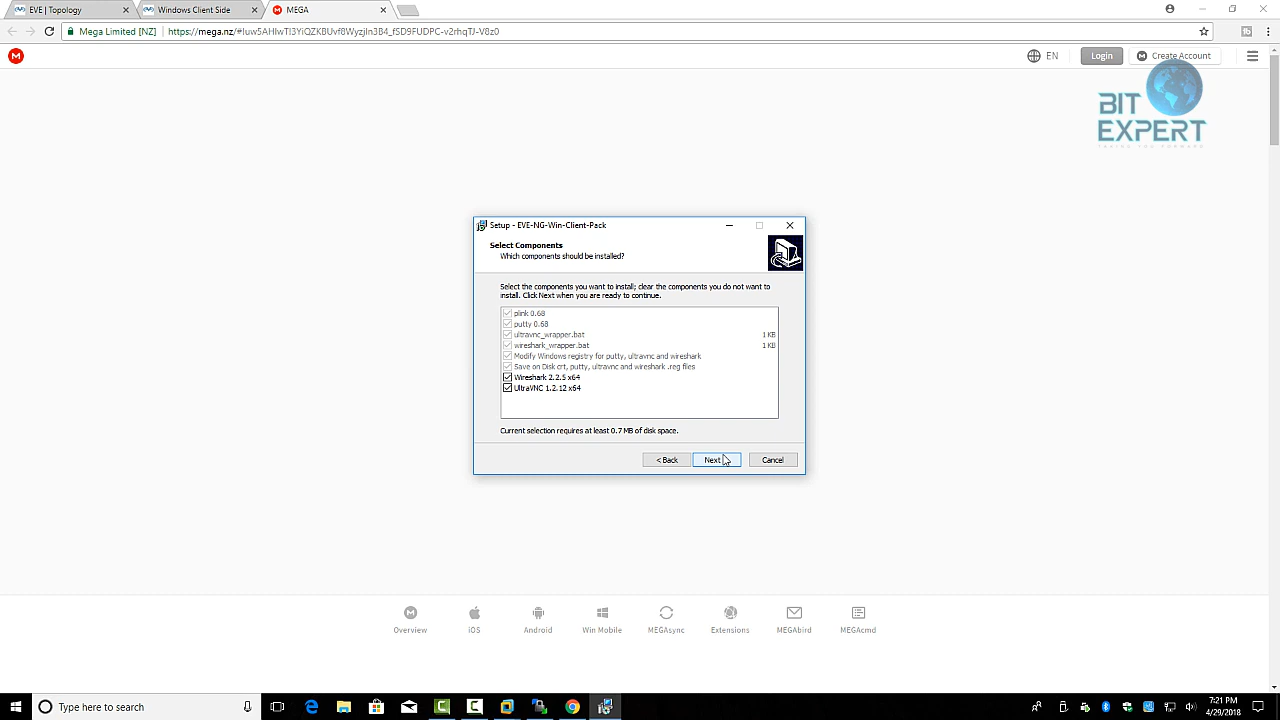 EVE | Topology
Windows Client Side
MEGA
Mega Limited [NZ]
EN
Login
Create Account
BIT
EXPERT
Setup - EVE-NG-Win-Client-Pack
Select Components
Which components should be installed?
Select the components you want to install; clear the components you do not want to
install. Click Next when you are ready to continue.
plink 0.68
putty 0.68
ultravnc_wrapper.bat 1 KB
wireshark_wrapper.bat 1 KB
Modify Windows registry for putty, ultravnc and wireshark
Save on Disk crt, putty, ultravnc and wireshark .reg files
Wireshark 2.2.5 x64
UltraVNC 1.2.12 x64
Current selection requires at least 0.7 MB of disk space.
< Back
Next
Cancel
Overview
iOS
Android
Win Mobile
MEGAsync
Extensions
MEGAbird
MEGAcmd
Type here to search
7:21 PM
4/29/2018